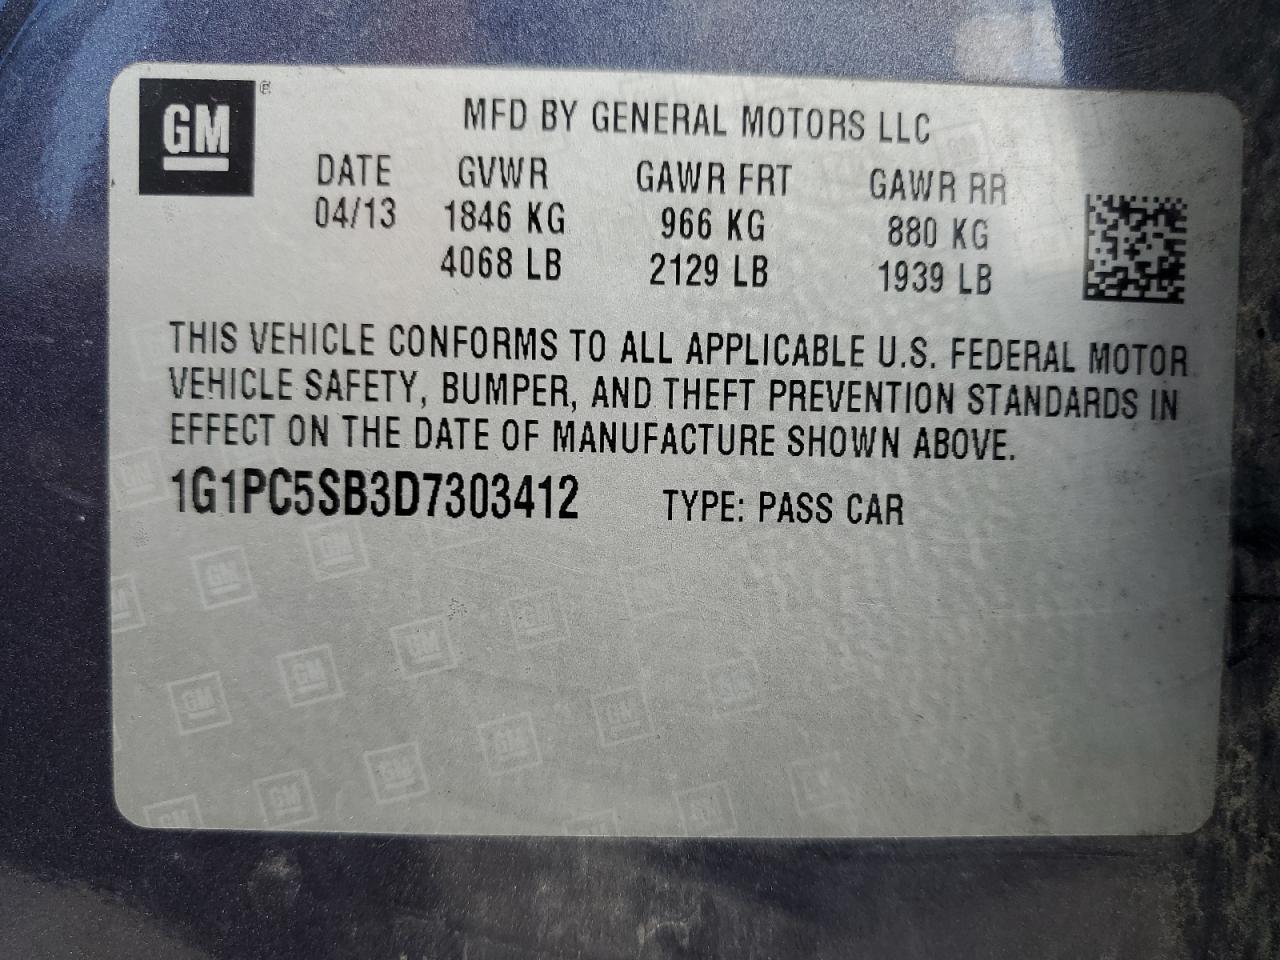 GM ®
MFD BY GENERAL MOTORS LLC
DATE GVWR GAWR FRT GAWR RR
04/13 1846 KG 966 KG 880 KG
4068 LB 2129 LB 1939 LB
THIS VEHICLE CONFORMS TO ALL APPLICABLE U.S. FEDERAL MOTOR
VEHICLE SAFETY, BUMPER, AND THEFT PREVENTION STANDARDS IN
EFFECT ON THE DATE OF MANUFACTURE SHOWN ABOVE.
1G1PC5SB3D7303412 TYPE: PASS CAR